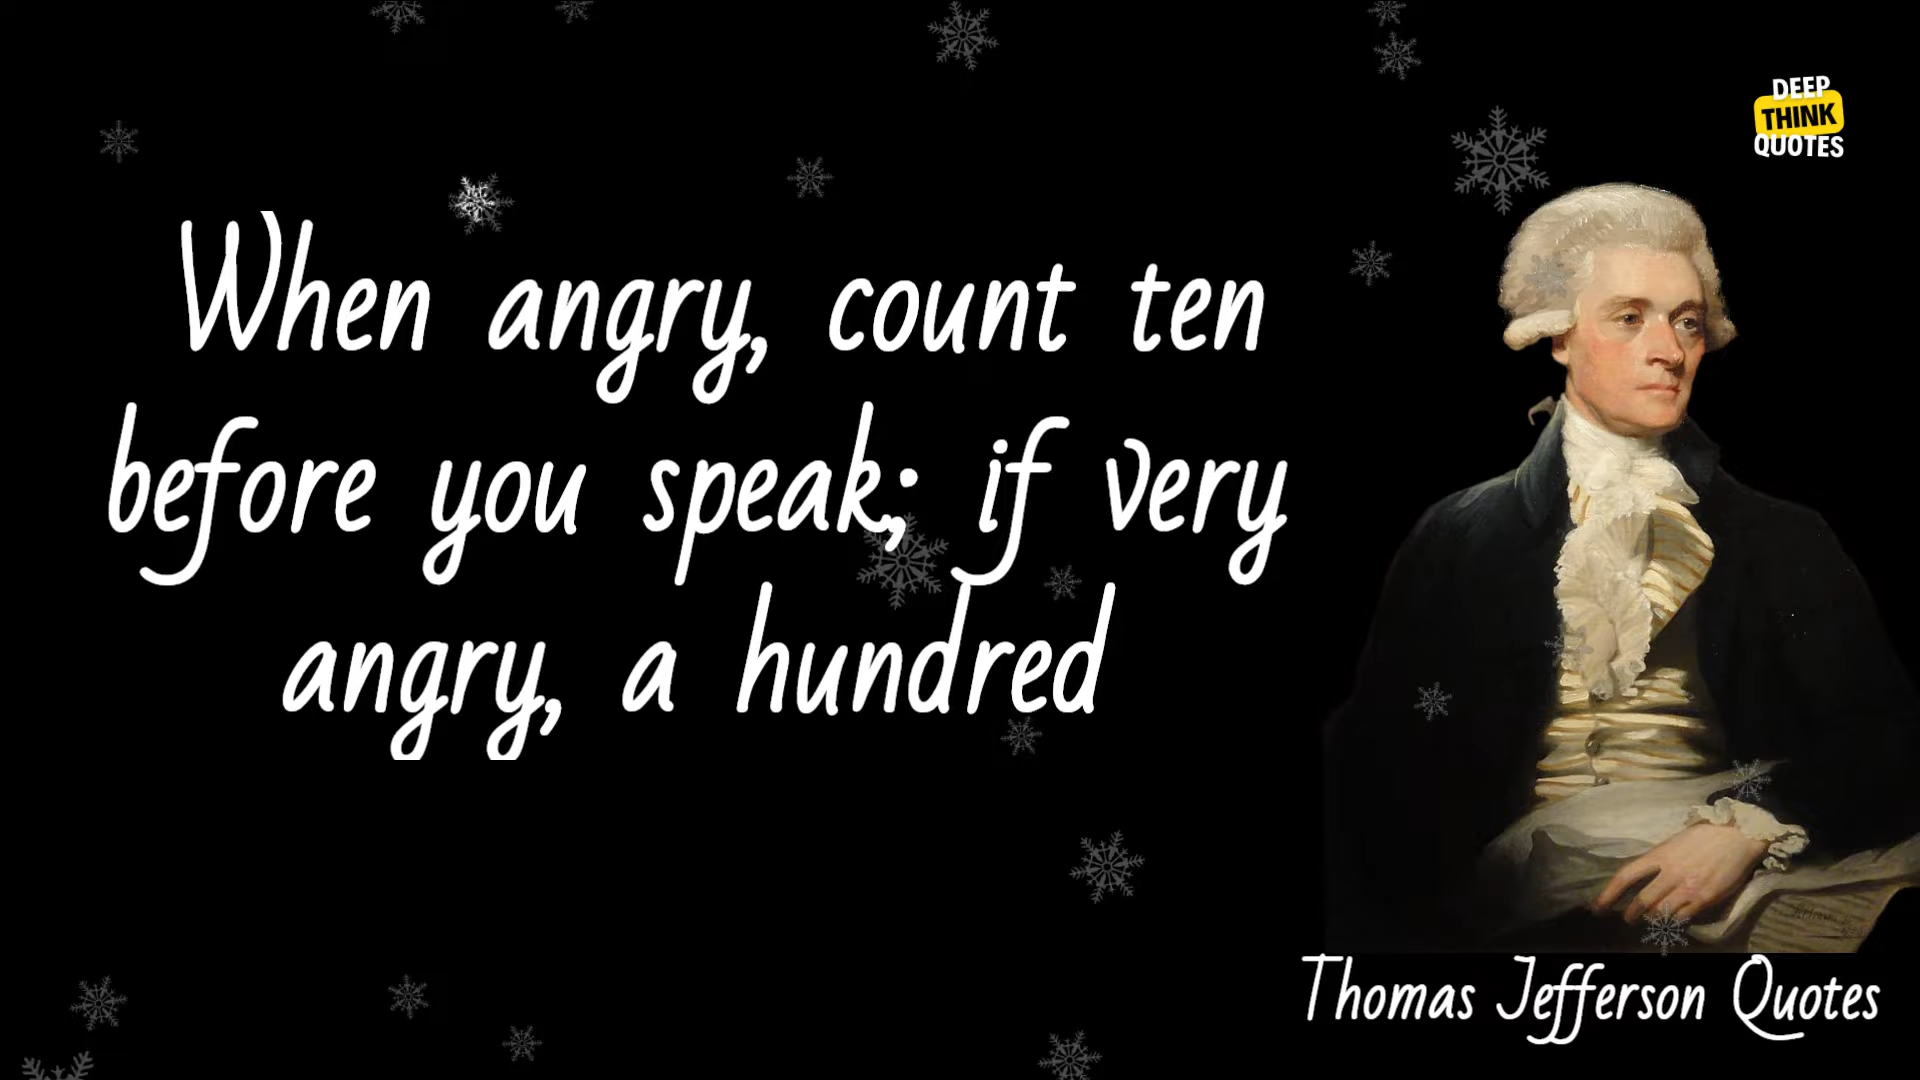 DEEP
THINK
QUOTES
When angry, count ten
before you speak; if very
angry, a hundred
Thomas Jefferson Quotes